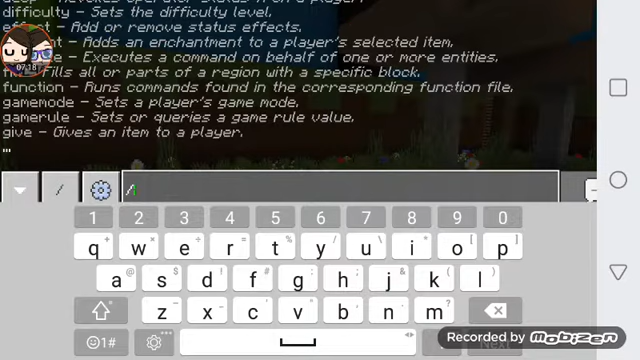 difficulty – Sets the difficulty level.
– Add or remove status effects.
– Adds an enchantment to a player's selected item.
– Executes a command on behalf of one or more entities.
– Fills all or parts of a region with a specific block.
function – Runs commands found in the corresponding function file.
gamemode – Sets a player's game mode.
gamerule – Sets or queries a game rule value.
give – Gives an item to a player.
...
07:18
/ /
1 2 3 4 5 6 7 8 9 0
q w e r t y u i o p
a s d f g h j k l
z x c v b n m
☺1#
Recorded by mobizen